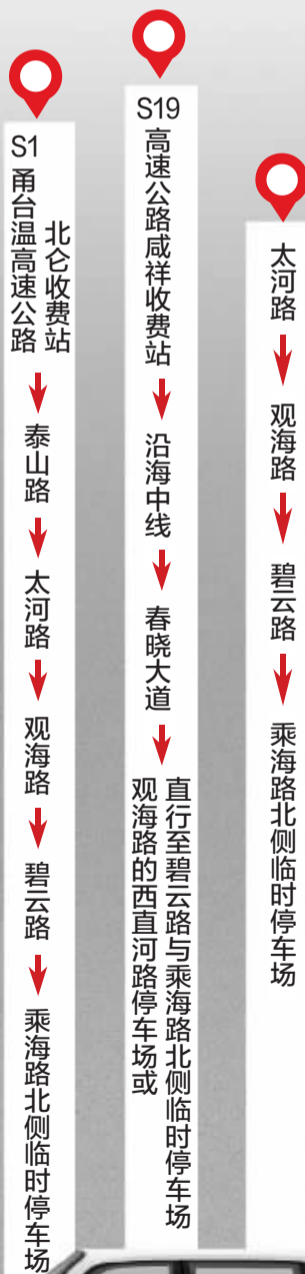 S1
甬台温高速公路
北仑收费站
泰山路
太河路
观海路
碧云路
乘海路北侧临时停车场
S19
高速公路咸祥收费站
沿海中线
春晓大道
观海路的西直河路停车场或
直行至碧云路与乘海路北侧临时停车场
太河路
观海路
碧云路
乘海路北侧临时停车场